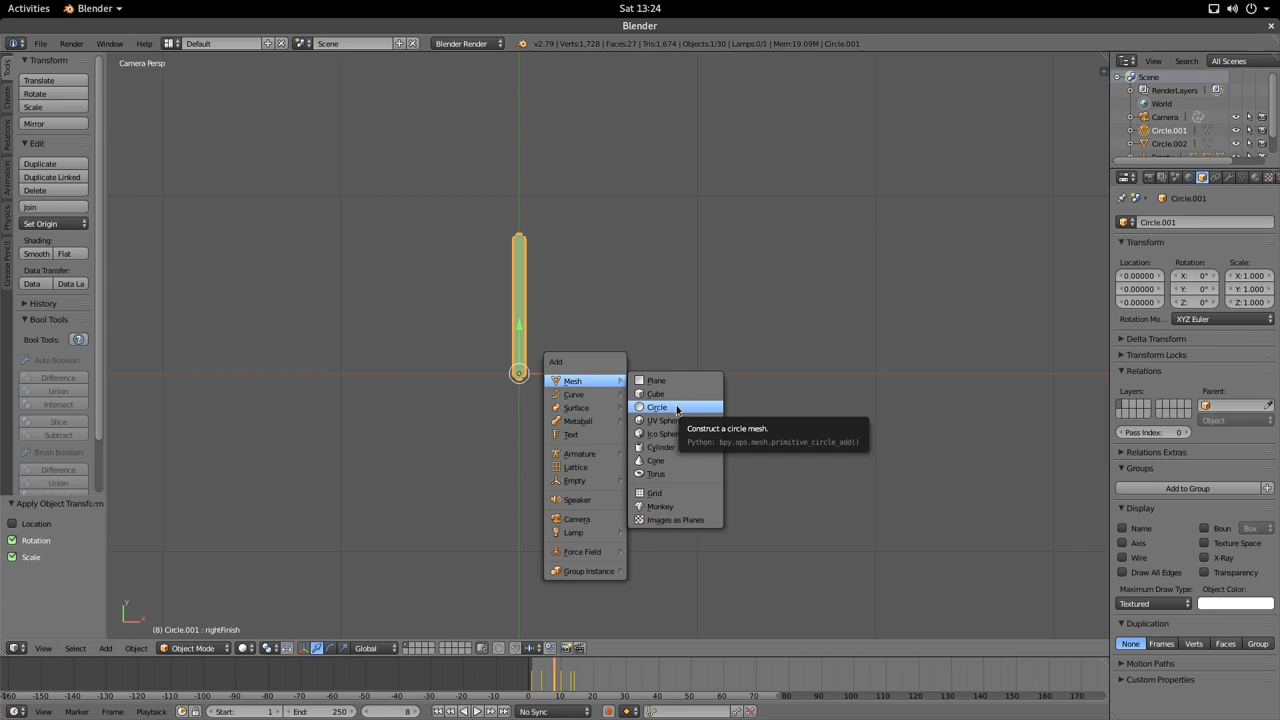 Activities Blender Sat 13:24
Blender
File Render Window Help Default Scene Blender Render v2.79 | Verts:1,728 | Faces:27 | Tris:1,674 | Objects:1/30 | Lamps:0/1 | Mem:19.09M | Circle.001
Tools
Create
Relations
Animation
Physics
Grease Pencil
Transform
Translate
Rotate
Scale
Mirror
Edit
Duplicate
Duplicate Linked
Delete
Join
Set Origin
Shading:
Smooth Flat
Data Transfer:
Data Data La
History
Bool Tools
Bool Tools:
Auto Boolean:
Difference
Union
Intersect
Slice
Subtract
Brush Boolean:
Difference
Union
Apply Object Transform
Location
Rotation
Scale
Camera Persp
Add
Mesh
Curve
Surface
Metaball
Text
Armature
Lattice
Empty
Speaker
Camera
Lamp
Force Field
Group Instance
Plane
Cube
Circle
UV Spher
Ico Spher
Cylinder
Cone
Torus
Grid
Monkey
Images as Planes
Construct a circle mesh.
Python: bpy.ops.mesh.primitive_circle_add()
y
x
(8) Circle.001 : rightFinish
View Select Add Object Object Mode Global
-160 -150 -140 -130 -120 -110 -100 -90 -80 -70 -60 -50 -40 -30 -20 -10 0 10 20 30 40 50 60 70 80 90 100 110 120 130 140 150 160 170
View Marker Frame Playback Start: 1 End: 250 8 No Sync
View Search All Scenes
Scene
RenderLayers
World
Camera
Circle.001
Circle.002
Circle.001
Circle.001
Transform
Location: Rotation: Scale:
0.00000 X: 0° X:1.000
0.00000 Y: 0° Y:1.000
0.00000 Z: 0° Z:1.000
Rotation Mo... XYZ Euler
Delta Transform
Transform Locks
Relations
Layers: Parent:
Object
Pass Index: 0
Relations Extras
Groups
Add to Group
Display
Name Boun Box
Axis Texture Space
Wire X-Ray
Draw All Edges Transparency
Maximum Draw Type: Object Color:
Textured
Duplication
None Frames Verts Faces Group
Motion Paths
Custom Properties